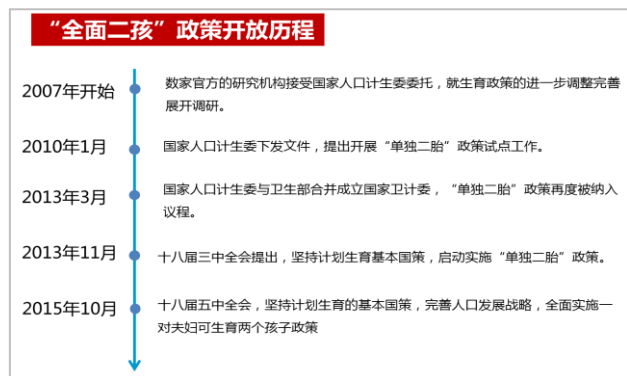 “全面二孩”政策开放历程
2007年开始
数家官方的研究机构接受国家人口计生委委托，就生育政策的进一步调整完善
展开调研。
2010年1月
国家人口计生委下发文件，提出开展“单独二胎”政策试点工作。
2013年3月
国家人口计生委与卫生部合并成立国家卫计委，“单独二胎”政策再度被纳入
议程。
2013年11月
十八届三中全会提出，坚持计划生育基本国策，启动实施“单独二胎”政策。
2015年10月
十八届五中全会，坚持计划生育的基本国策，完善人口发展战略，全面实施一
对夫妇可生育两个孩子政策